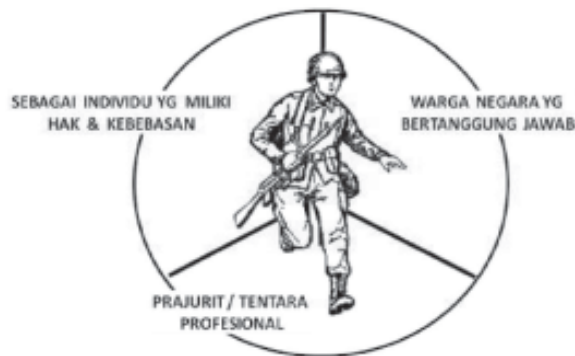 SEBAGAI INDIVIDU YG MILIKI
HAK & KEBEBASAN
WARGA NEGARA YG
BERTANGGUNG JAWAB
PRAJURIT / TENTARA
PROFESIONAL